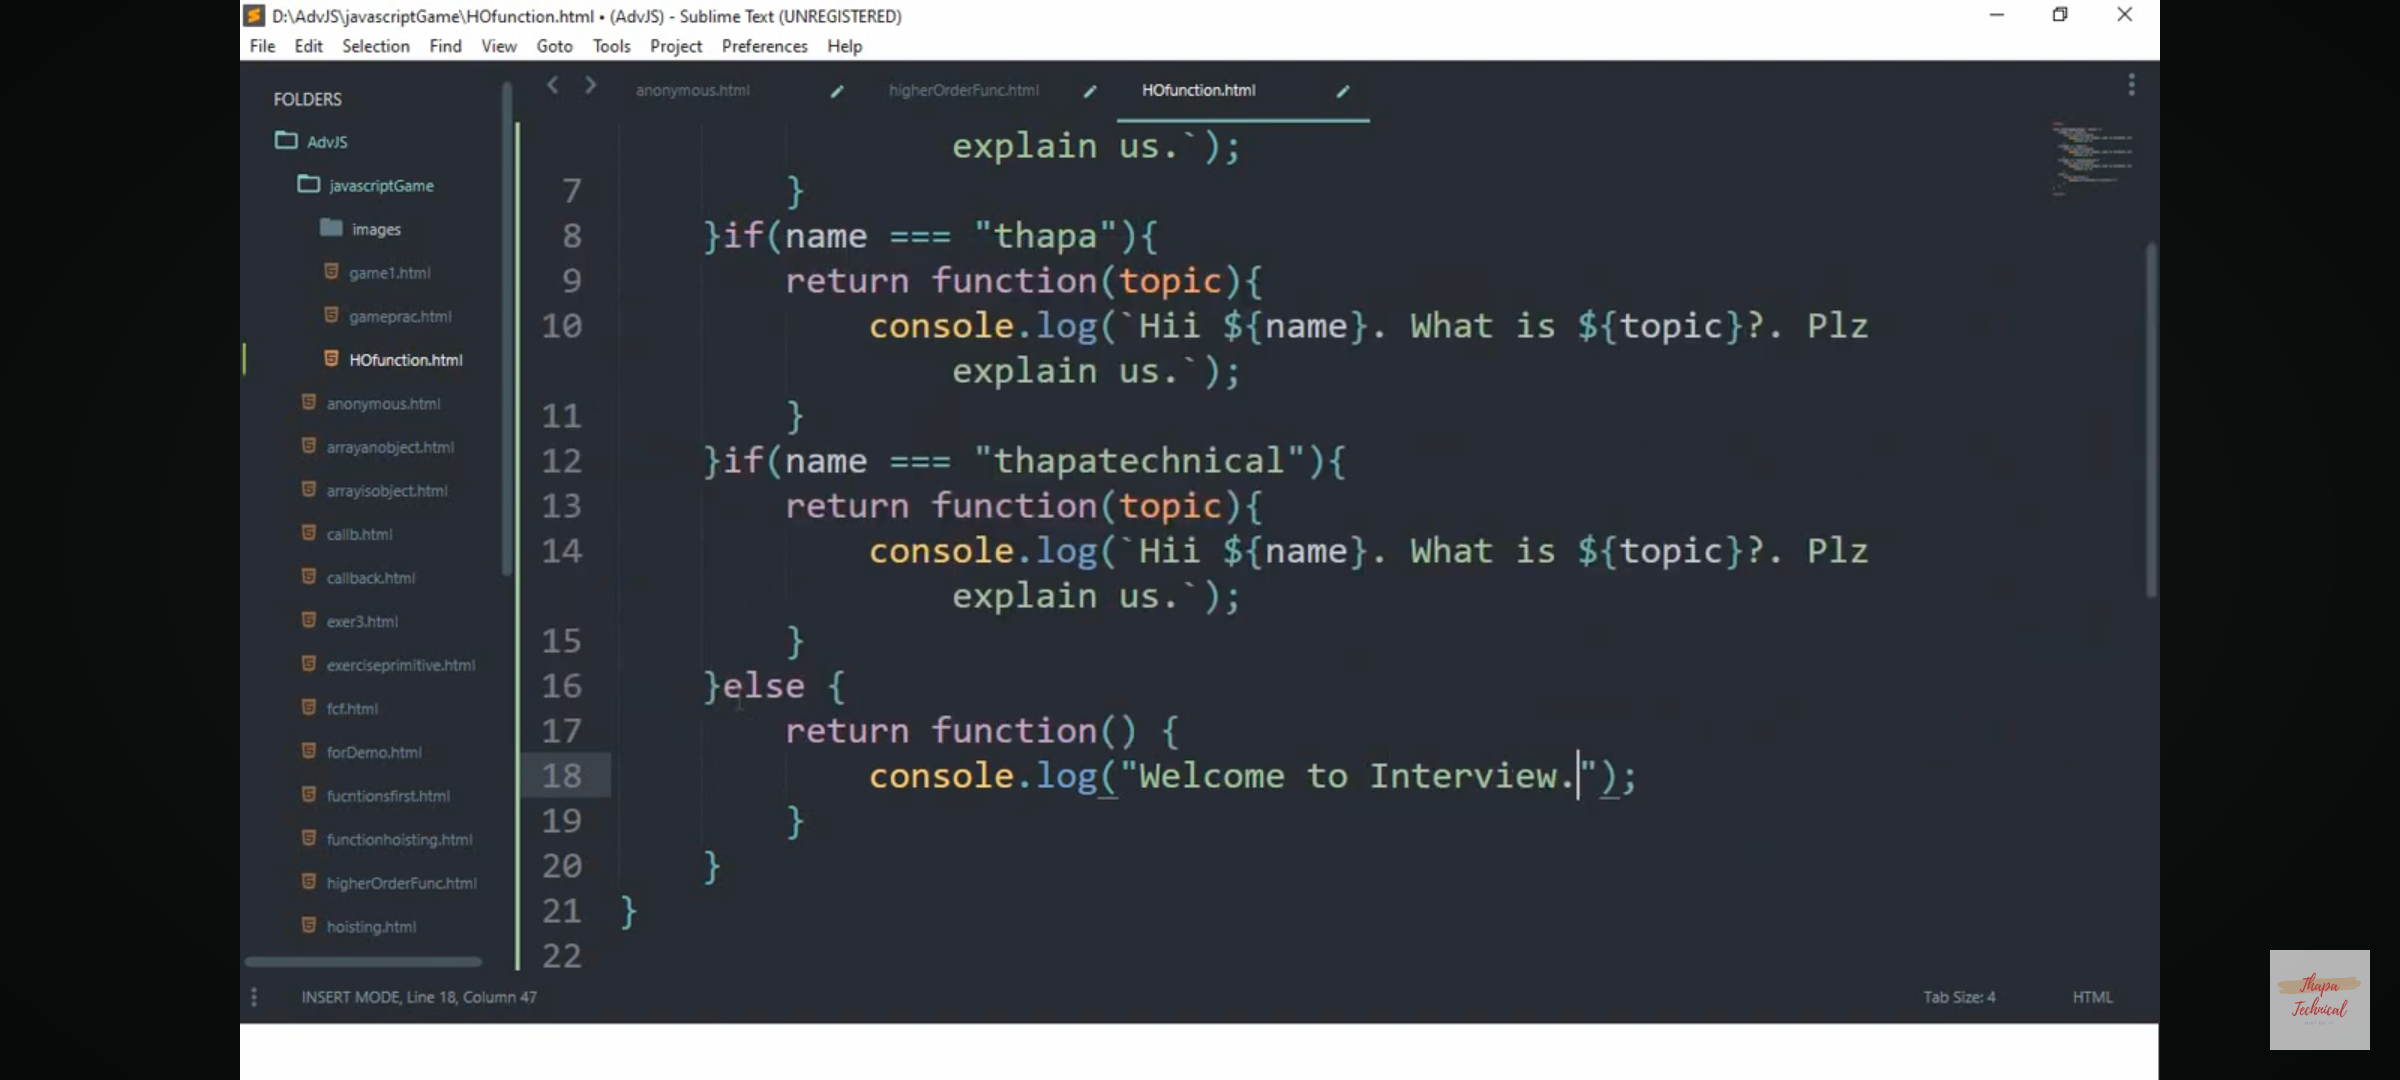 D:\AdvJS\javascriptGame\HOfunction.html • (AdvJS) - Sublime Text (UNREGISTERED)
File Edit Selection Find View Goto Tools Project Preferences Help
FOLDERS
AdvJS
javascriptGame
images
game1.html
gameprac.html
HOfunction.html
anonymous.html
arrayanobject.html
arrayisobject.html
callb.html
callback.html
exer3.html
exerciseprimitive.html
fcf.html
forDemo.html
fucntionsfirst.html
functionhoisting.html
higherOrderFunc.html
hoisting.html
anonymous.html higherOrderFunc.html HOfunction.html
explain us.`);
7 }
8 }if(name === "thapa"){
9 return function(topic){
10 console.log(`Hii ${name}. What is ${topic}?. Plz
explain us.`);
11 }
12 }if(name === "thapatechnical"){
13 return function(topic){
14 console.log(`Hii ${name}. What is ${topic}?. Plz
explain us.`);
15 }
16 }else {
17 return function() {
18 console.log("Welcome to Interview.");
19 }
20 }
21 }
22
INSERT MODE, Line 18, Column 47 Tab Size: 4 HTML
Thapa
Technical